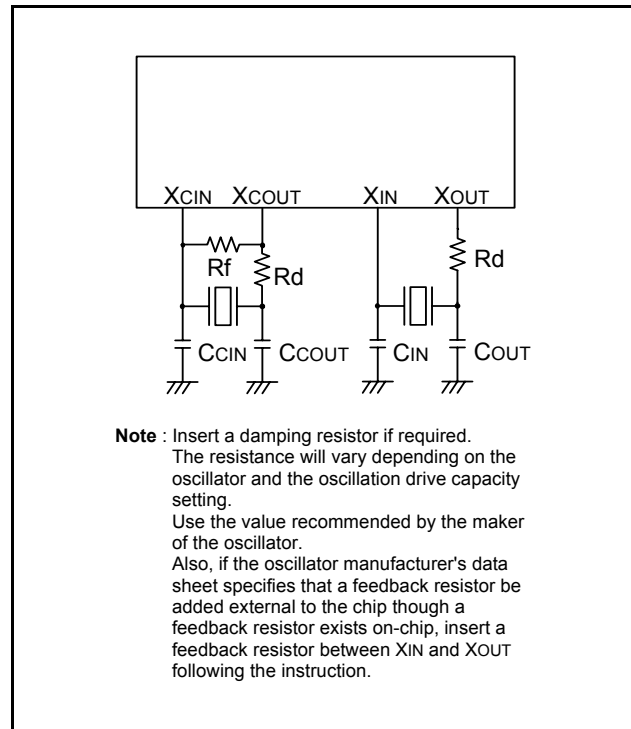 XCIN XCOUT XIN XOUT
Rf Rd Rd
CCIN CCOUT CIN COUT
Note : Insert a damping resistor if required.
The resistance will vary depending on the
oscillator and the oscillation drive capacity
setting.
Use the value recommended by the maker
of the oscillator.
Also, if the oscillator manufacturer's data
sheet specifies that a feedback resistor be
added external to the chip though a
feedback resistor exists on-chip, insert a
feedback resistor between XIN and XOUT
following the instruction.